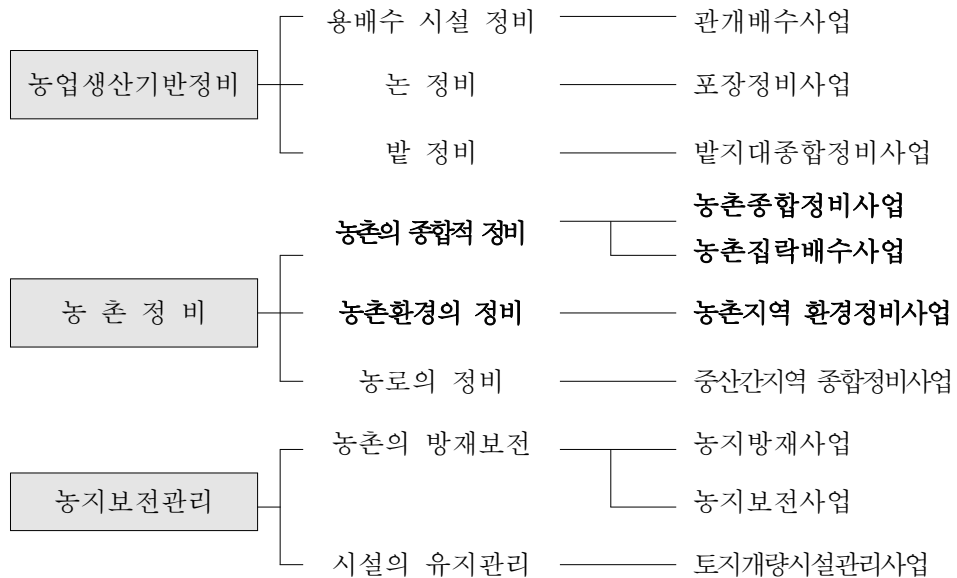 용배수 시설 정비 관개배수사업
농업생산기반정비 논 정비 포장정비사업
밭 정비 밭지대종합정비사업
농촌종합정비사업
농촌의 종합적 정비
농촌집락배수사업
농 촌 정 비 농촌환경의 정비 농촌지역 환경정비사업
농로의 정비 중산간지역 종합정비사업
농촌의 방재보전 농지방재사업
농지보전관리 농지보전사업
시설의 유지관리 토지개량시설관리사업